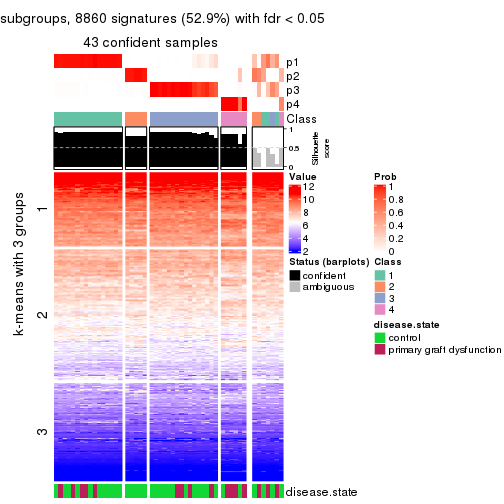 subgroups, 8860 signatures (52.9%) with fdr < 0.05
43 confident samples
p1
p2
p3
p4
Class
1
0.5
0
Silhouette
score
k-means with 3 groups
1
2
3
disease.state
Value
12
10
8
6
4
2
Prob
1
0.8
0.6
0.4
0.2
0
Status (barplots)
confident
ambiguous
Class
1
2
3
4
disease.state
control
primary graft dysfunction